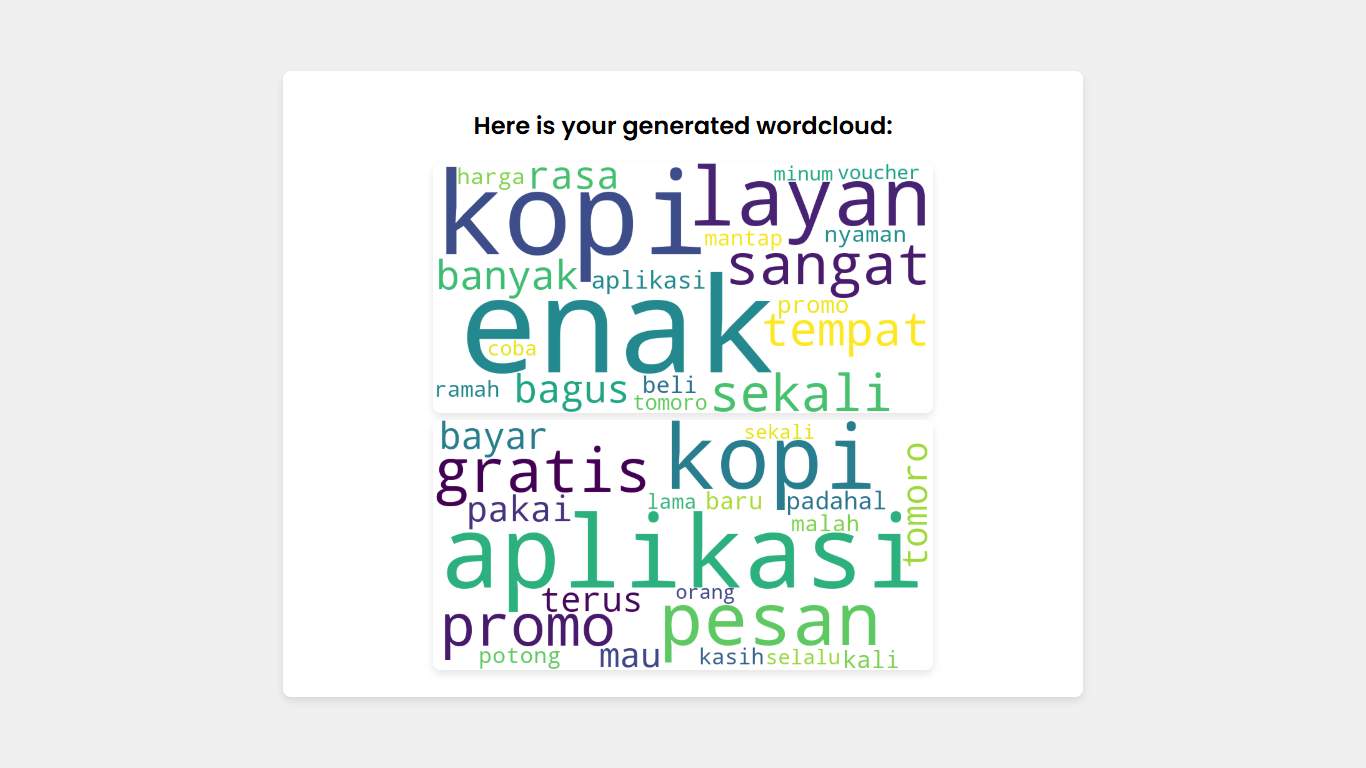 Here is your generated wordcloud:
harga rasa minum voucher
kopi layan
mantap nyaman
banyak aplikasi sangat
enak promo
tempat
coba
ramah bagus beli sekali
tomoro
bayar kopi sekali
gratis tomoro
pakai lama baru padahal
malah
aplikasi
terus orang
promo pesan
potong mau kasih selalu kali